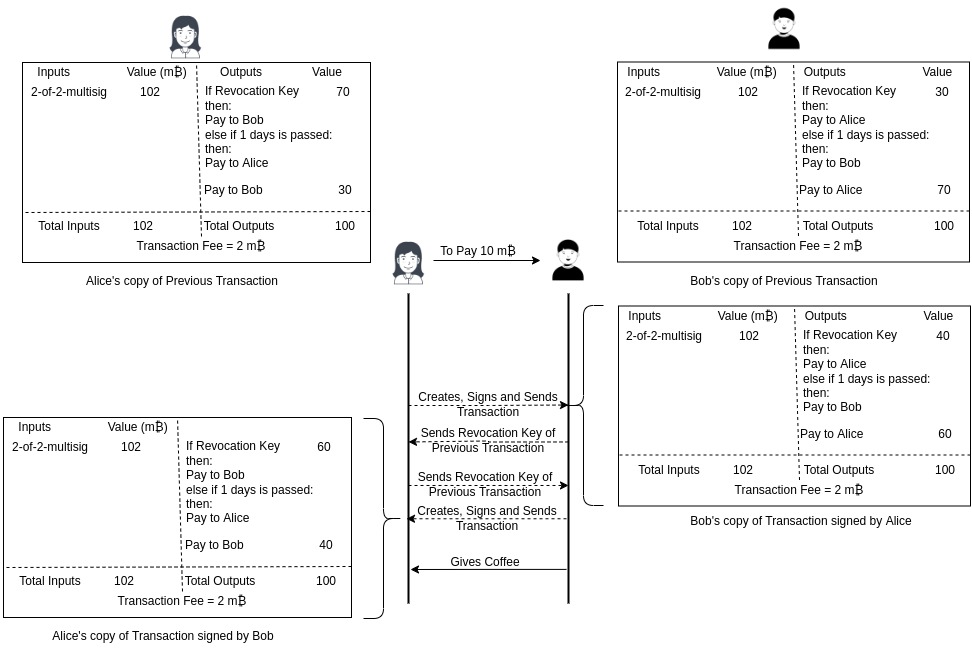 Inputs Value (m₿) Outputs Value
2-of-2-multisig 102 If Revocation Key 70
then:
Pay to Bob
else if 1 days is passed:
then:
Pay to Alice
Pay to Bob 30
Total Inputs 102 Total Outputs 100
Transaction Fee = 2 m₿
Alice's copy of Previous Transaction
Inputs Value (m₿) Outputs Value
2-of-2-multisig 102 If Revocation Key 30
then:
Pay to Alice
else if 1 days is passed:
then:
Pay to Bob
Pay to Alice 70
Total Inputs 102 Total Outputs 100
Transaction Fee = 2 m₿
Bob's copy of Previous Transaction
To Pay 10 m₿
Creates, Signs and Sends
Transaction
Sends Revocation Key of
Previous Transaction
Sends Revocation Key of
Previous Transaction
Creates, Signs and Sends
Transaction
Gives Coffee
Inputs Value (m₿) Outputs Value
2-of-2-multisig 102 If Revocation Key 40
then:
Pay to Alice
else if 1 days is passed:
then:
Pay to Bob
Pay to Alice 60
Total Inputs 102 Total Outputs 100
Transaction Fee = 2 m₿
Bob's copy of Transaction signed by Alice
Inputs Value (m₿)
2-of-2-multisig 102 If Revocation Key 60
then:
Pay to Bob
else if 1 days is passed:
then:
Pay to Alice
Pay to Bob 40
Total Inputs 102 Total Outputs 100
Transaction Fee = 2 m₿
Alice's copy of Transaction signed by Bob